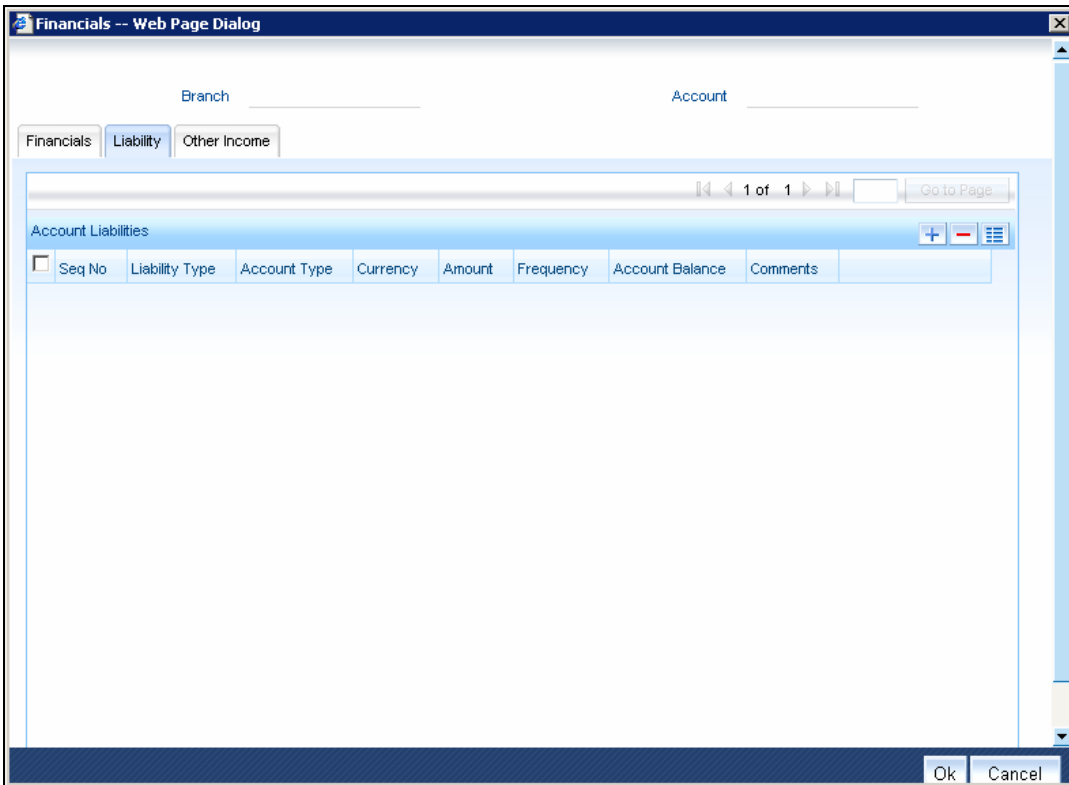 Financials -- Web Page Dialog
Branch Account
Financials Liability Other Income
1 of 1 Go to Page
Account Liabilities
Seq No Liability Type Account Type Currency Amount Frequency Account Balance Comments
Ok Cancel